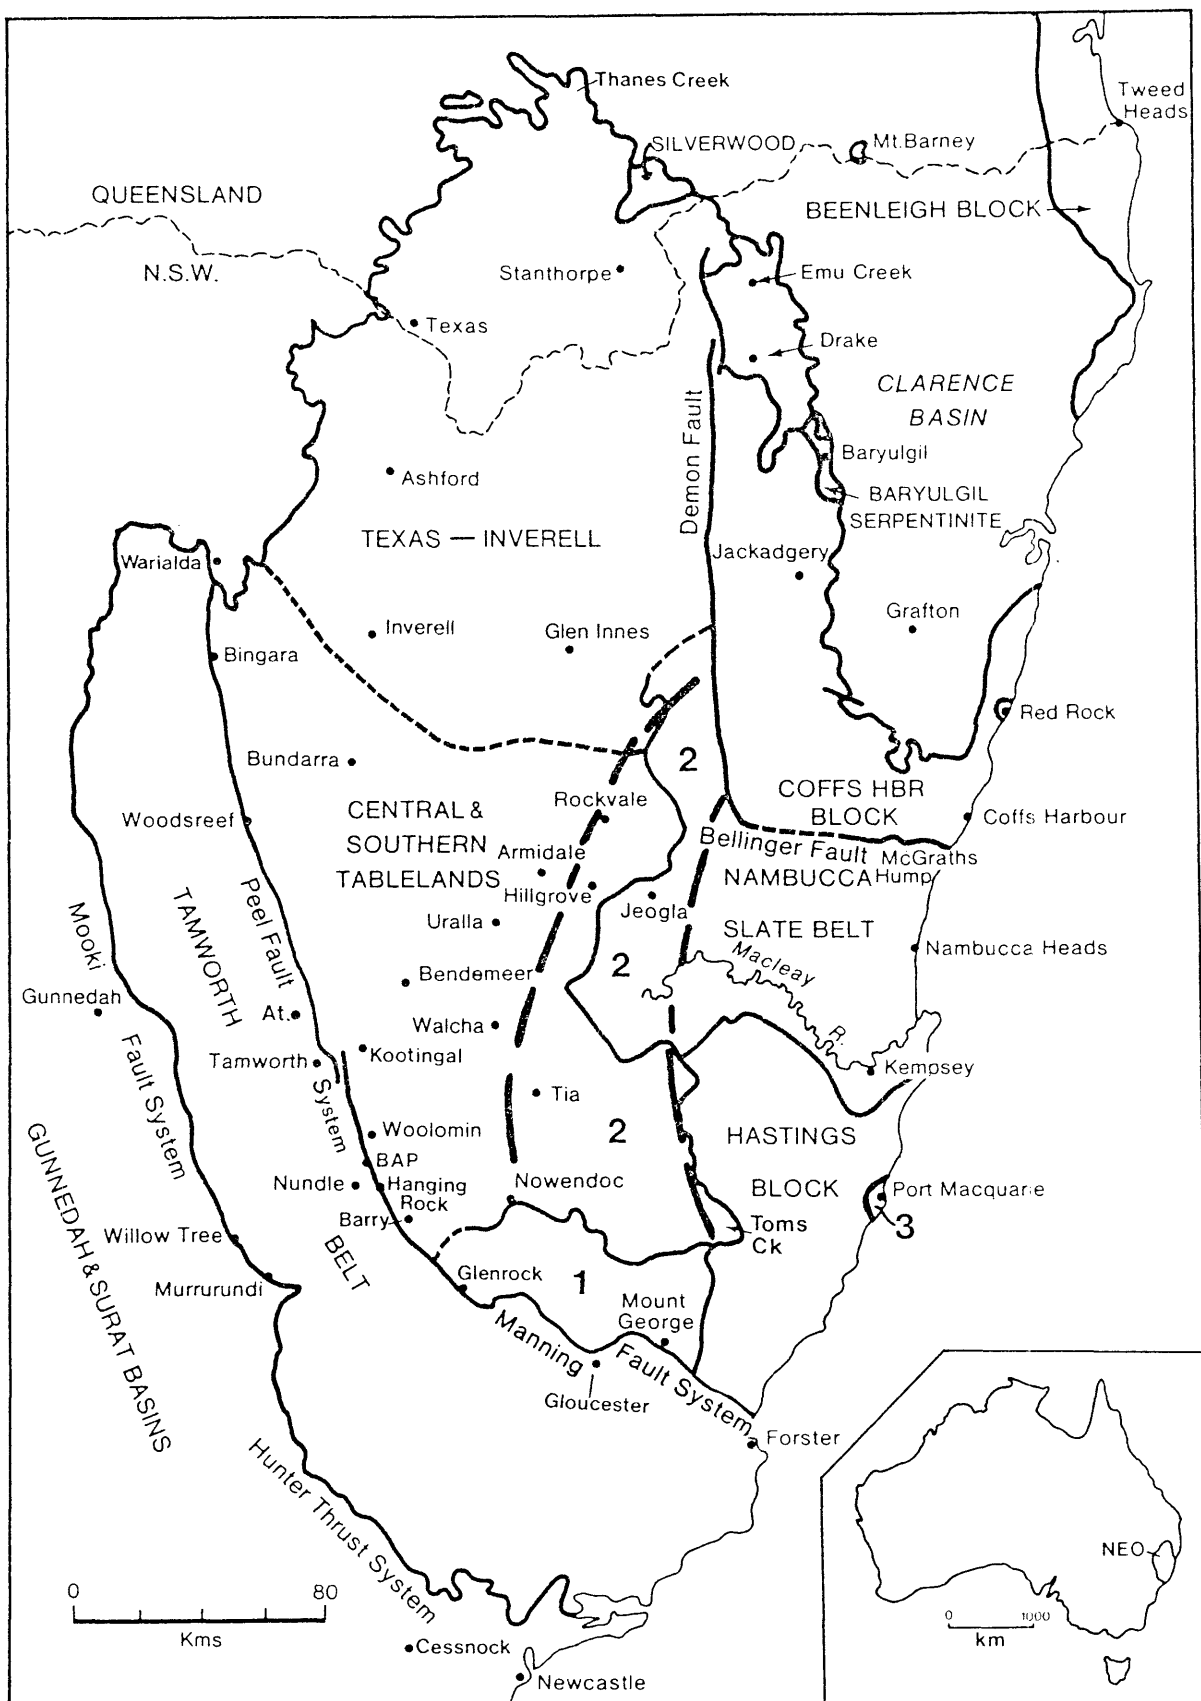 Thanes Creek
Tweed
Heads
SILVERWOOD
Mt.Barney
QUEENSLAND
BEENLEIGH BLOCK
N.S.W.
Stanthorpe
Emu Creek
Texas
Drake
CLARENCE
BASIN
Demon Fault
Baryulgil
Ashford
BARYULGIL
SERPENTINITE
TEXAS — INVERELL
Jackadgery
Warialda
Grafton
Inverell
Glen Innes
Bingara
Red Rock
Bundarra
2
COFFS HBR
BLOCK
Rockvale
CENTRAL &
SOUTHERN
TABLELANDS
Woodsreef
Coffs Harbour
Bellinger Fault
McGraths
Hump
Armidale
Hillgrove
NAMBUCCA
SLATE BELT
Jeogla
Uralla
Peel Fault
System
TAMWORTH
BELT
Mooki
Fault System
Nambucca Heads
Macleay
R.
2
Bendemeer
Gunnedah
At.
Walcha
Tamworth
Kootingal
Kempsey
Tia
2
Woolomin
HASTINGS
BLOCK
BAP
GUNNEDAH & SURAT BASINS
Nundle
Hanging
Rock
Nowendoc
Port Macquarie
3
Barry
Toms
Ck
Willow Tree
Glenrock
1
Murrurundi
Mount
George
Manning
Fault System
Gloucester
Forster
Hunter Thrust System
NEO
0 80
Kms
0 1000
km
Cessnock
Newcastle